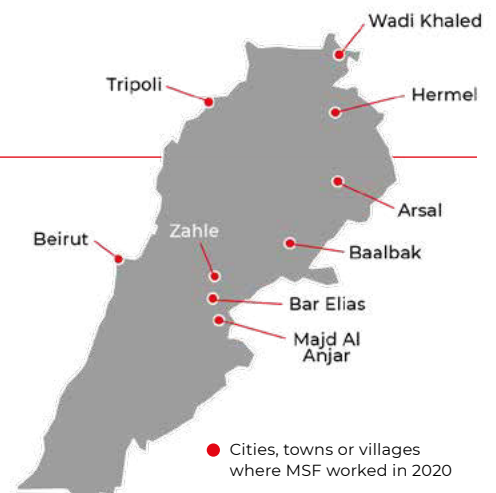 Wadi Khaled
Tripoli
Hermel
Arsal
Zahle
Beirut
Baalbak
Bar Elias
Majd Al
Anjar
Cities, towns or villages
where MSF worked in 2020